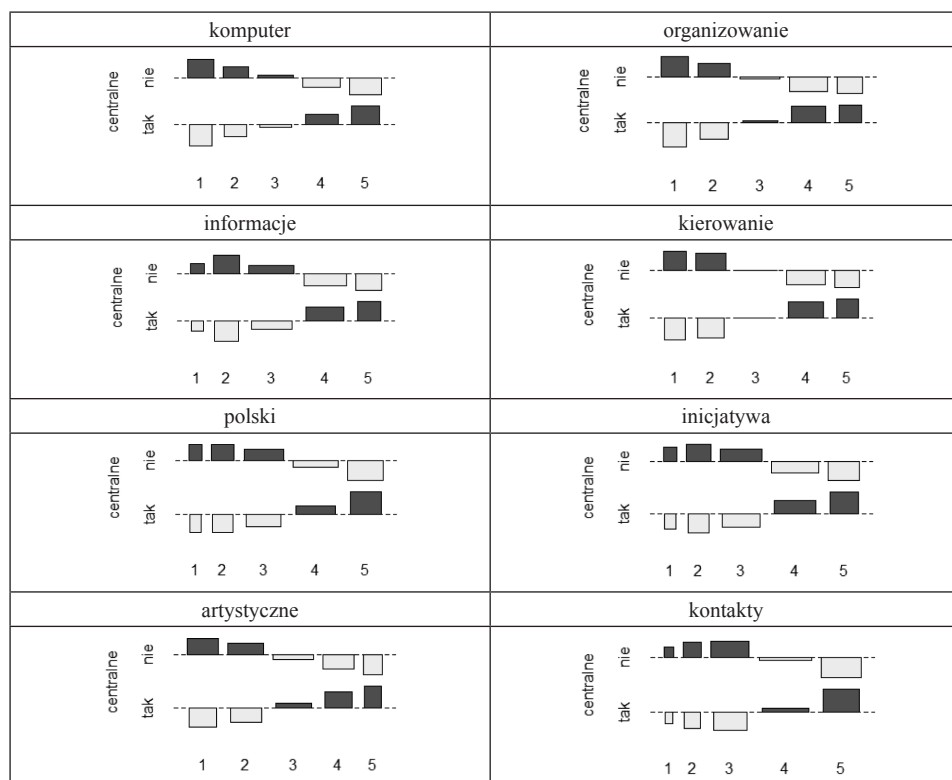 komputer
organizowanie
centralne
nie
tak
1 2 3 4 5
centralne
nie
tak
1 2 3 4 5
informacje
kierowanie
centralne
nie
tak
1 2 3 4 5
centralne
nie
tak
1 2 3 4 5
polski
inicjatywa
centralne
nie
tak
1 2 3 4 5
centralne
nie
tak
1 2 3 4 5
artystyczne
kontakty
centralne
nie
tak
1 2 3 4 5
centralne
nie
tak
1 2 3 4 5